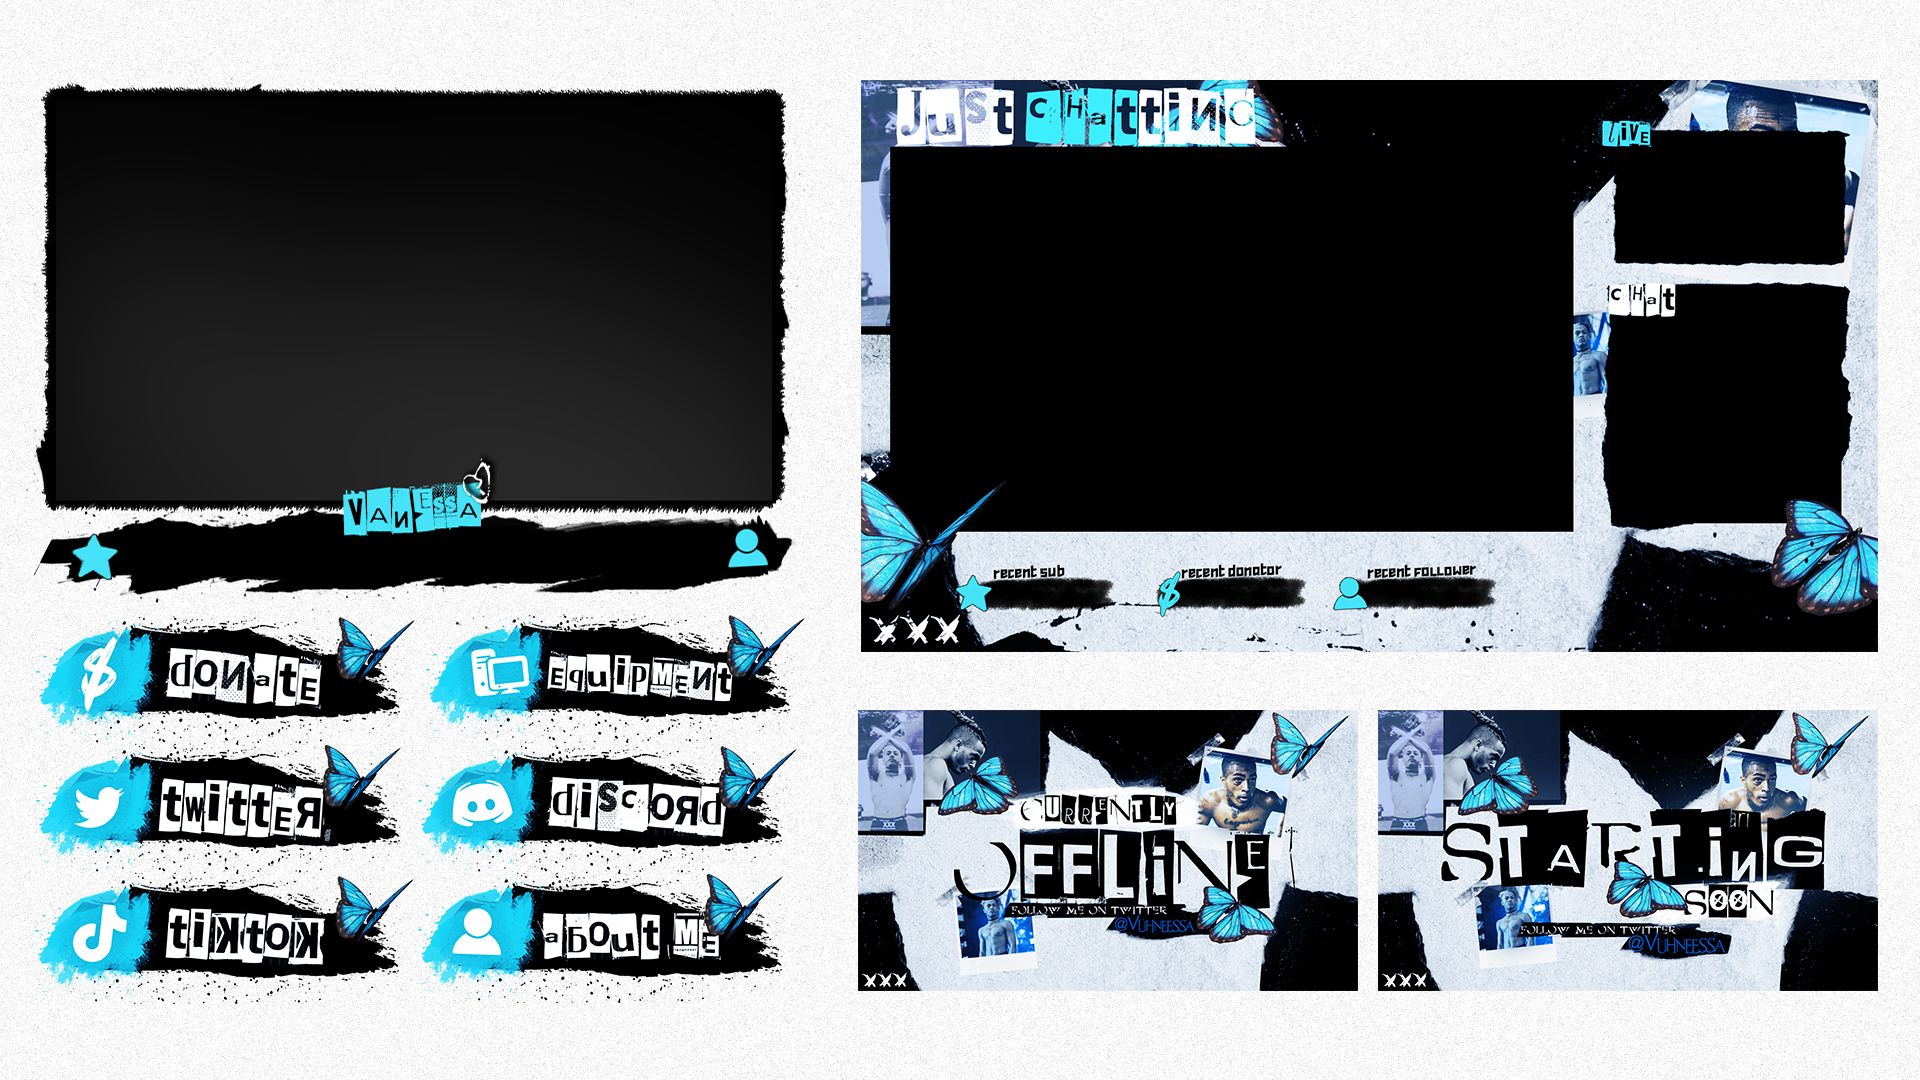 VANESSA
donate
EquipMENt
twittER
discord
tiktok
about ME
Just cHattiNG
LiVE
cHat
recent sub
recent donator
recent follower
XXX
CURRENTLY
OFFLiNE
FOLLOW ME ON TWITTER
@VUHNEESSA
XXX
STARTiNG
SOON
FOLLOW ME ON TWITTER
@VUHNEESSA
XXX